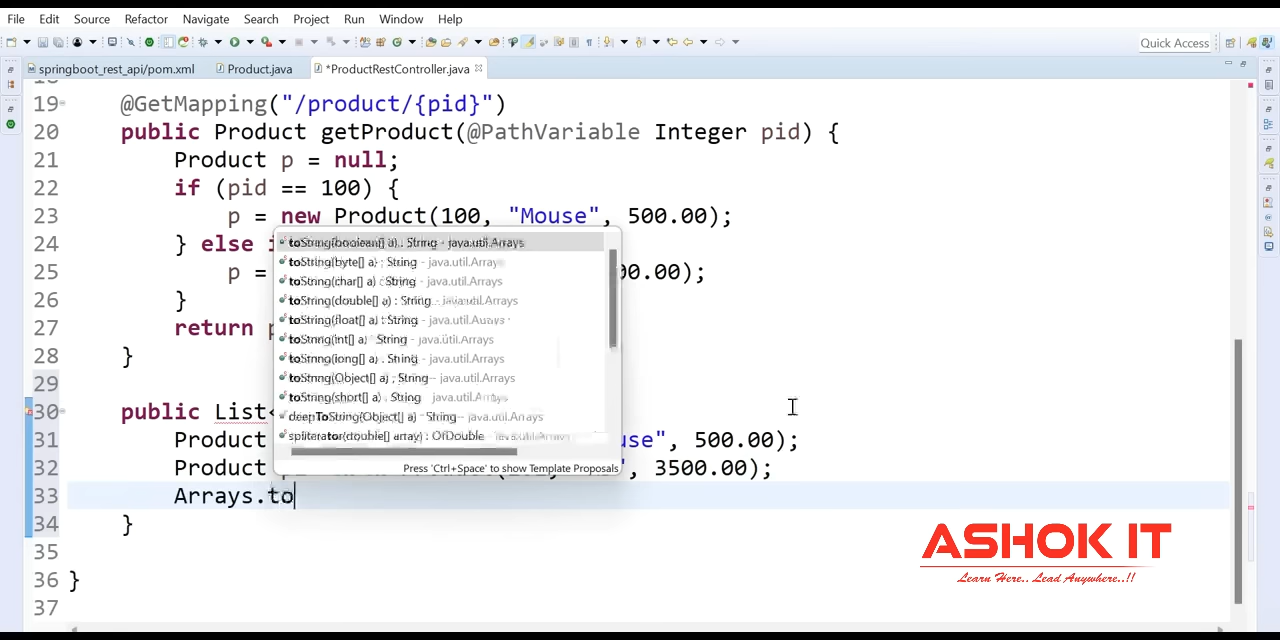 File Edit Source Refactor Navigate Search Project Run Window Help
Quick Access
springboot_rest_api/pom.xml Product.java *ProductRestController.java
19 @GetMapping("/product/{pid}")
20 public Product getProduct(@PathVariable Integer pid) {
21 Product p = null;
22 if (pid == 100) {
23 p = new Product(100, "Mouse", 500.00);
24 } else
25 p = 00.00);
26 }
27 return
28 }
29
30 public List<
31 Product use", 500.00);
32 Product , 3500.00);
33 Arrays.to
34 }
35
36 }
37
toString(boolean[] a) : String - java.util.Arrays
toString(byte[] a) : String - java.util.Arrays
toString(char[] a) : String - java.util.Arrays
toString(double[] a) : String - java.util.Arrays
toString(float[] a) : String - java.util.Arrays
toString(int[] a) : String - java.util.Arrays
toString(long[] a) : String - java.util.Arrays
toString(Object[] a) : String - java.util.Arrays
toString(short[] a) : String - java.util.Arrays
deepToString(Object[] a) : String - java.util.Arrays
spliterator(double[] array) : OfDouble - java.util.Arrays
Press 'Ctrl+Space' to show Template Proposals
ASHOK IT
Learn Here.. Lead Anywhere..!!